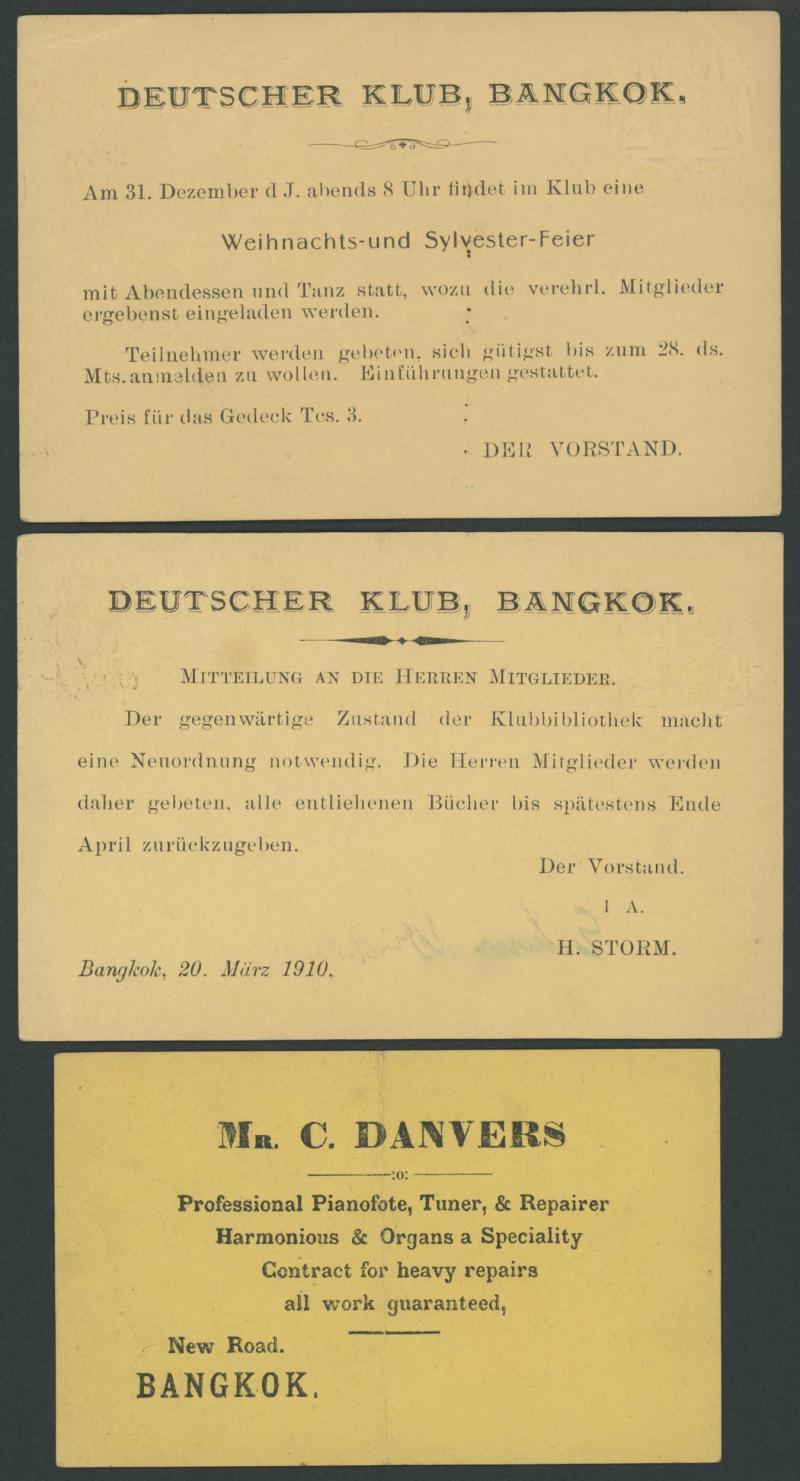 DEUTSCHER KLUB, BANGKOK.
Am 31. Dezember d J. abends 8 Uhr findet im Klub eine
Weihnachts-und Sylvester-Feier
mit Abendessen und Tanz statt, wozu die verehrl. Mitglieder
ergebenst eingeladen werden.
Teilnehmer werden gebeten, sich gütigst bis zum 28. ds.
Mts. anmelden zu wollen. Einführungen gestattet.
Preis für das Gedeck Tcs. 3.
DER VORSTAND.
DEUTSCHER KLUB, BANGKOK.
MITTEILUNG AN DIE HERREN MITGLIEDER.
Der gegenwärtige Zustand der Klubbibliothek macht
eine Neuordnung notwendig. Die Herren Mitglieder werden
daher gebeten, alle entliehenen Bücher bis spätestens Ende
April zurückzugeben.
Der Vorstand.
I A.
H. STORM.
Bangkok, 20. März 1910.
MR. C. DANVERS
:o:
Professional Pianofote, Tuner, & Repairer
Harmonious & Organs a Speciality
Contract for heavy repairs
all work guaranteed,
New Road.
BANGKOK.